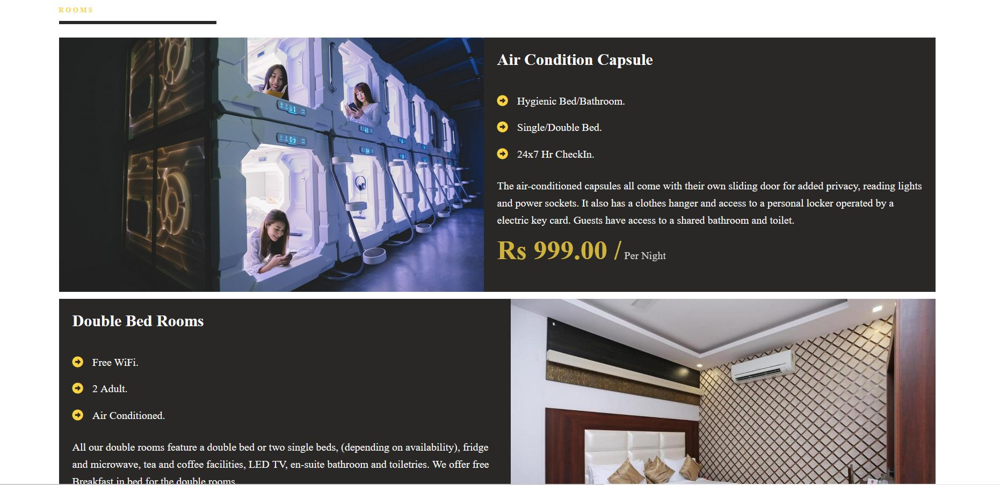 ROOMS
Air Condition Capsule
Hygienic Bed/Bathroom.
Single/Double Bed.
24x7 Hr CheckIn.
The air-conditioned capsules all come with their own sliding door for added privacy, reading lights
and power sockets. It also has a clothes hanger and access to a personal locker operated by a
electric key card. Guests have access to a shared bathroom and toilet.
Rs 999.00 / Per Night
01
02
Double Bed Rooms
Free WiFi.
2 Adult.
Air Conditioned.
All our double rooms feature a double bed or two single beds, (depending on availability), fridge
and microwave, tea and coffee facilities, LED TV, en-suite bathroom and toiletries. We offer free
Breakfast in bed for the double rooms.